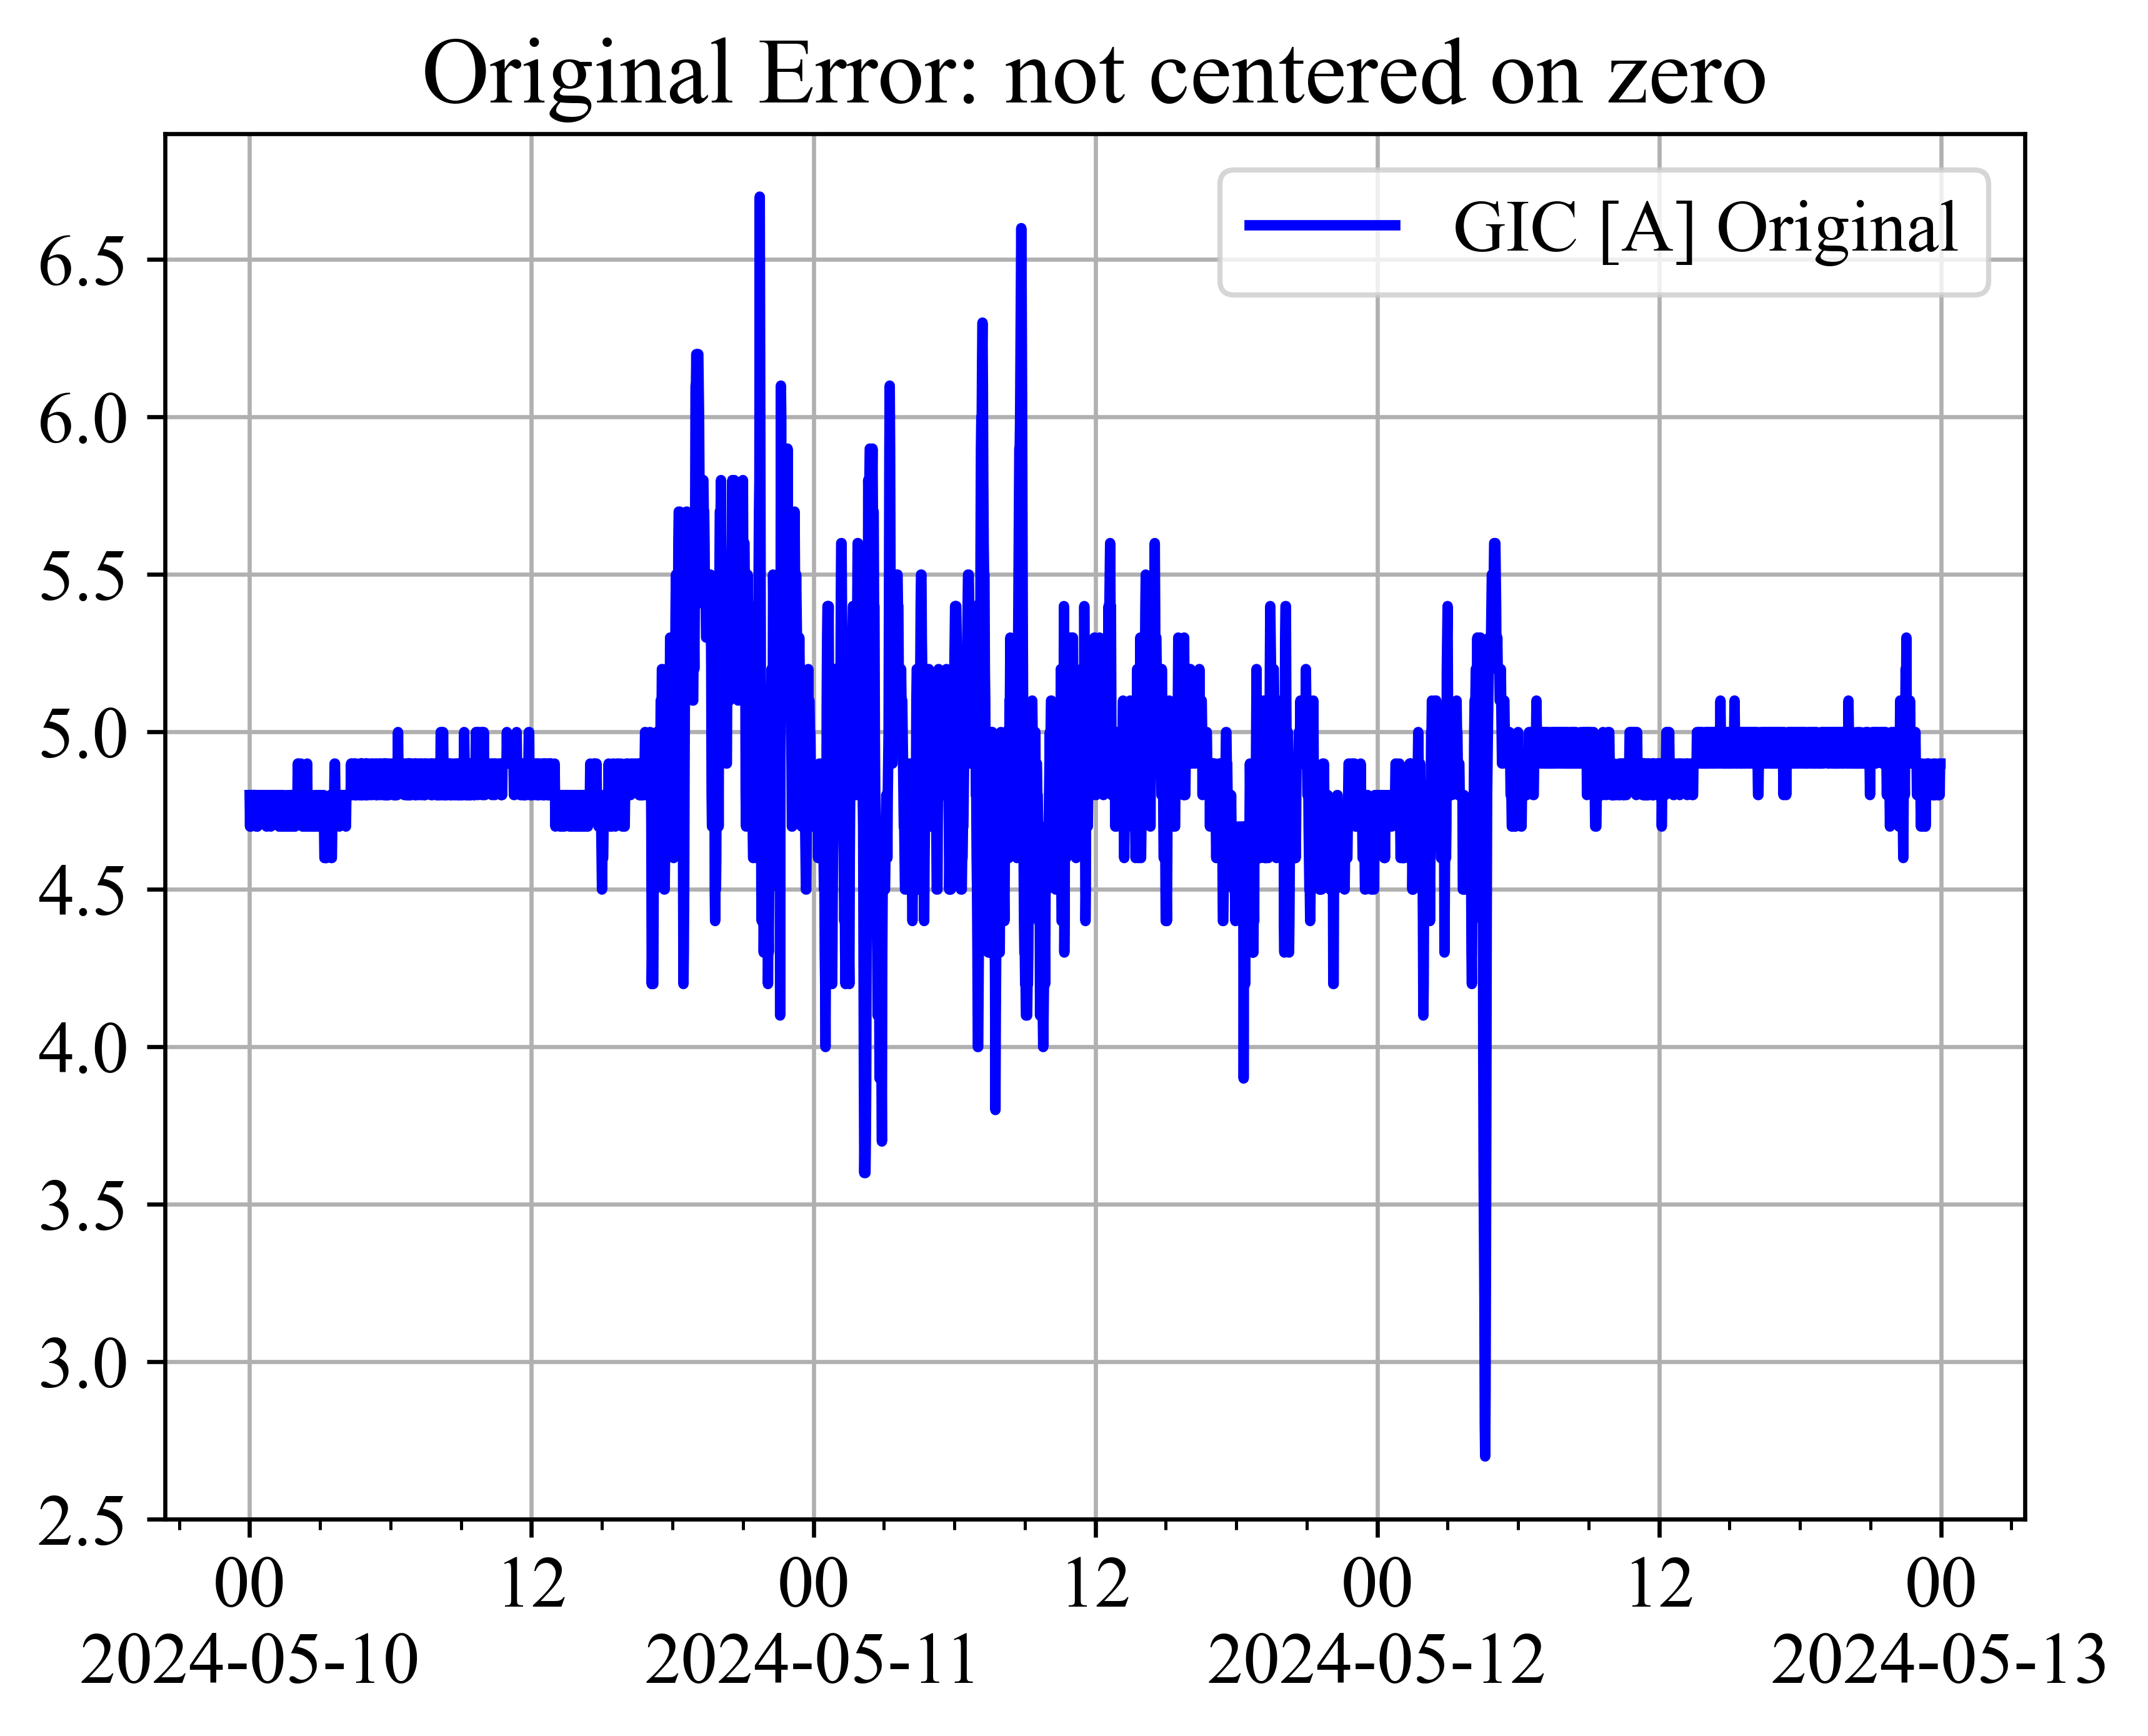 Original Error: not centered on zero
GIC [A] Original
6.5
6.0
5.5
5.0
4.5
4.0
3.5
3.0
2.5
00 12 00 12 00 12 00
2024-05-10 2024-05-11 2024-05-12 2024-05-13